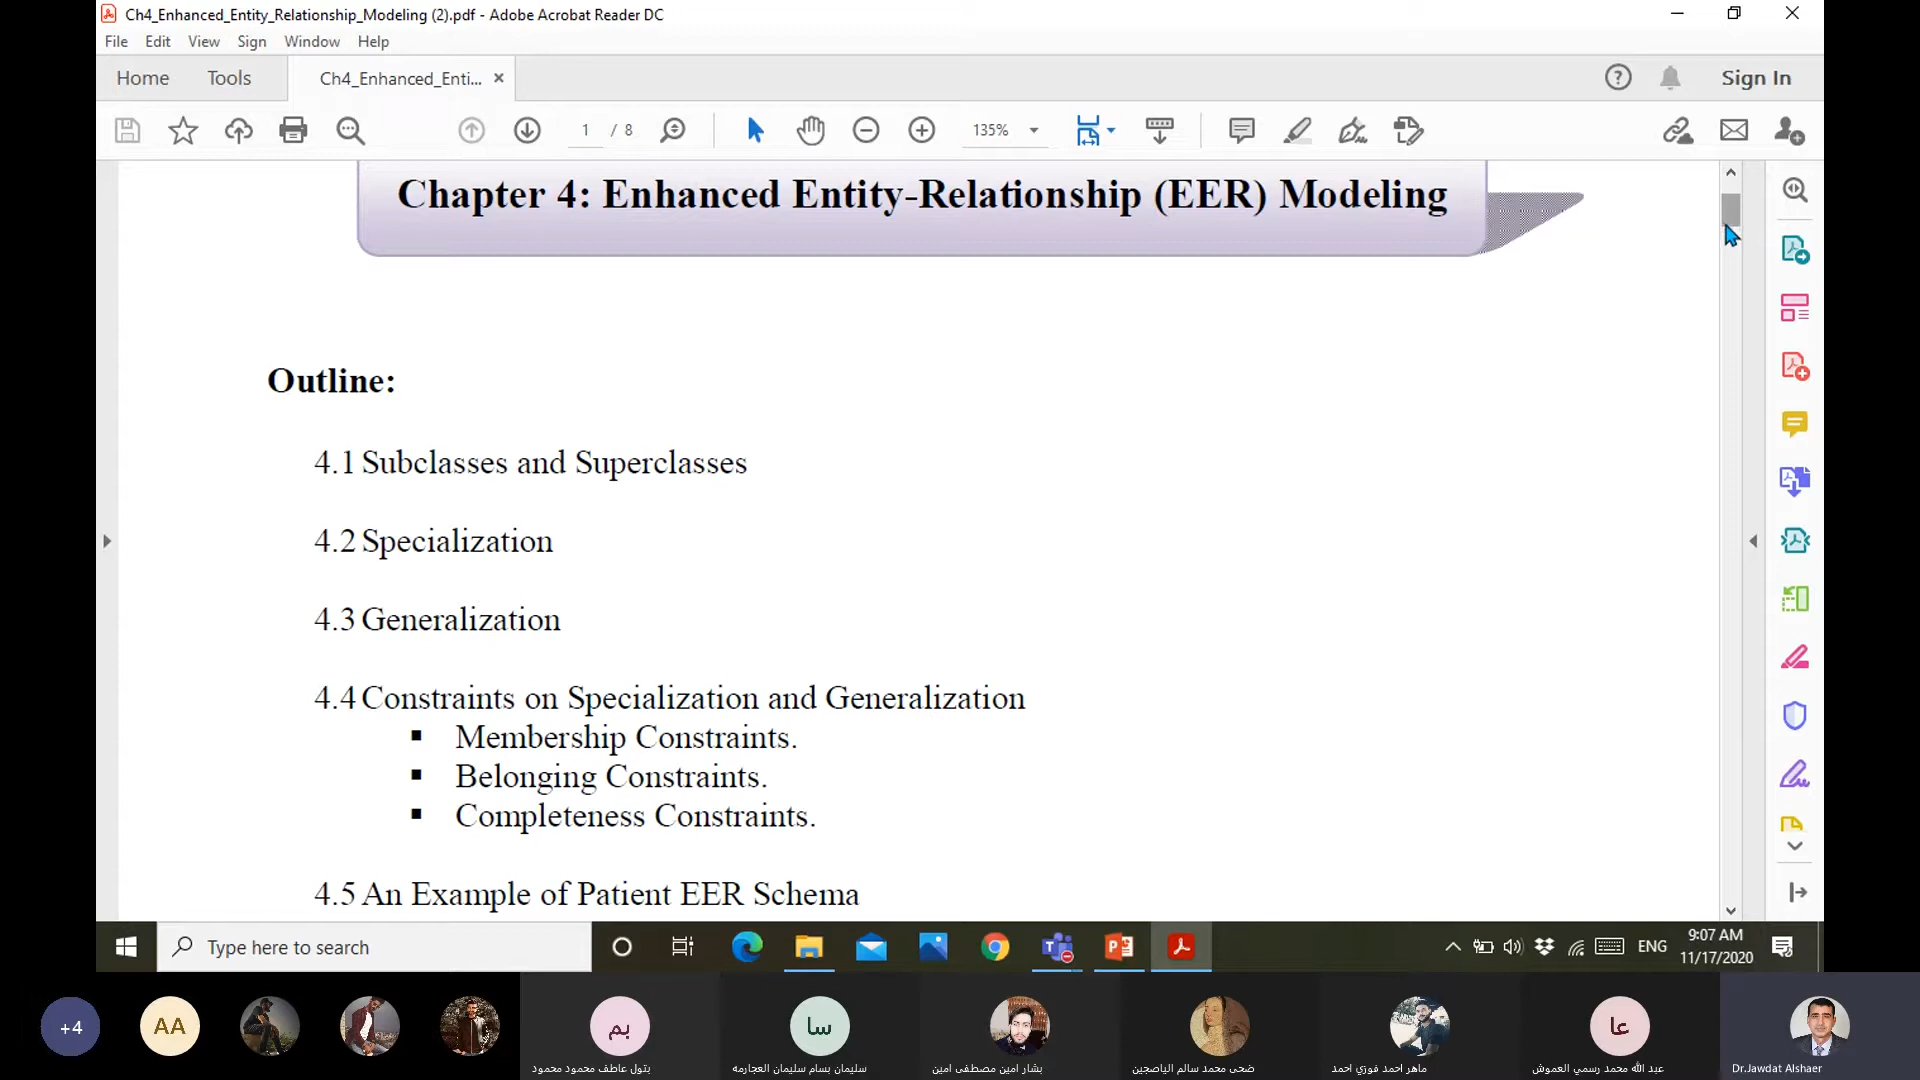 Ch4_Enhanced_Entity_Relationship_Modeling (2).pdf - Adobe Acrobat Reader DC
File Edit View Sign Window Help
Home Tools Ch4_Enhanced_Enti... × Sign In
1 / 8 135%
Chapter 4: Enhanced Entity-Relationship (EER) Modeling
Outline:
4.1 Subclasses and Superclasses
4.2 Specialization
4.3 Generalization
4.4 Constraints on Specialization and Generalization
▪ Membership Constraints.
▪ Belonging Constraints.
▪ Completeness Constraints.
4.5 An Example of Patient EER Schema
Type here to search
ENG
9:07 AM
11/17/2020
+4
AA
بم
سا
عا
بتول عاطف محمود محمود
سليمان بسام سليمان العجارمه
بشار امين مصطفى امين
ضحى محمد سالم الياصجين
ماهر احمد فوزي احمد
عبد الله محمد رسمي العموش
Dr.Jawdat Alshaer